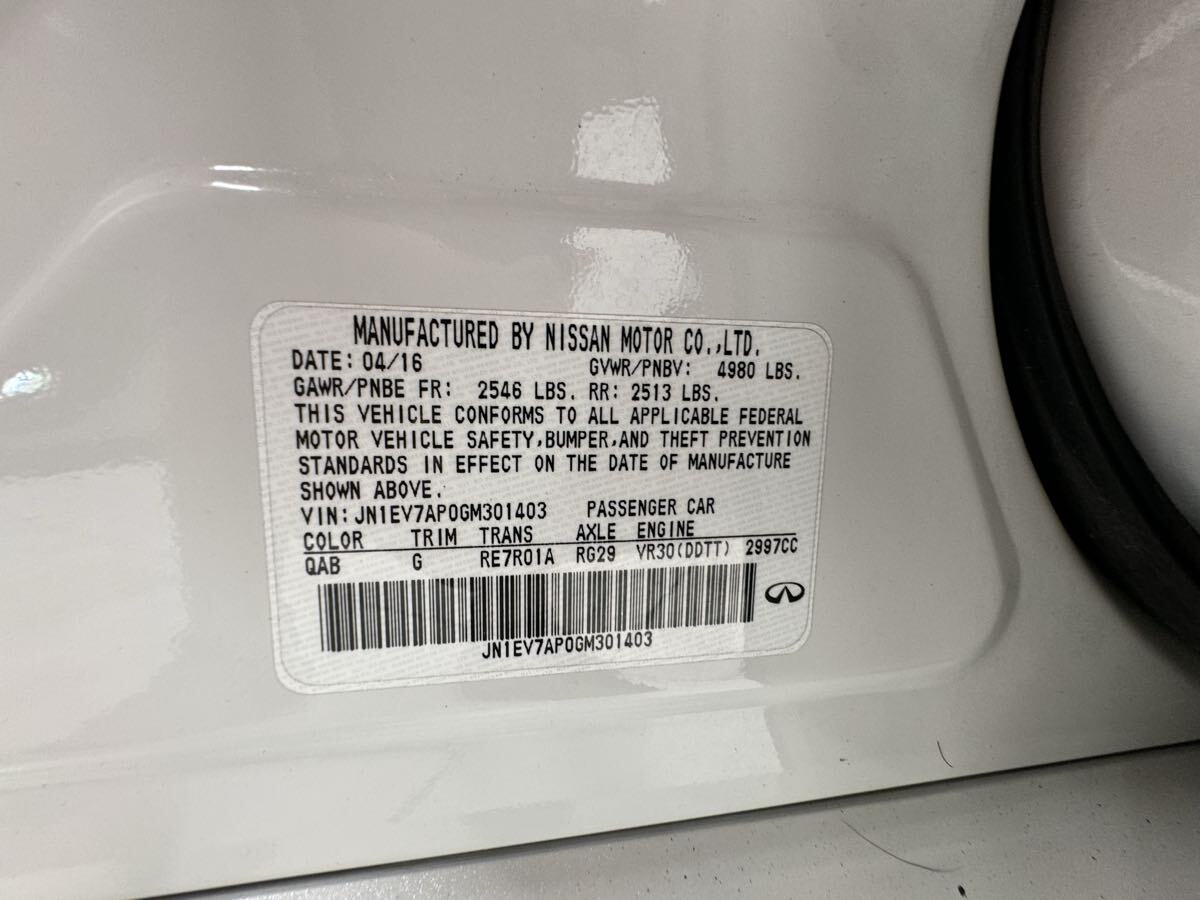 MANUFACTURED BY NISSAN MOTOR CO.,LTD.
DATE: 04/16 GVWR/PNBV: 4980 LBS.
GAWR/PNBE FR: 2546 LBS. RR: 2513 LBS.
THIS VEHICLE CONFORMS TO ALL APPLICABLE FEDERAL
MOTOR VEHICLE SAFETY,BUMPER,AND THEFT PREVENTION
STANDARDS IN EFFECT ON THE DATE OF MANUFACTURE
SHOWN ABOVE.
VIN: JN1EV7AP0GM301403 PASSENGER CAR
COLOR TRIM TRANS AXLE ENGINE
QAB G RE7R01A RG29 VR30(DDTT) 2997CC
JN1EV7AP0GM301403